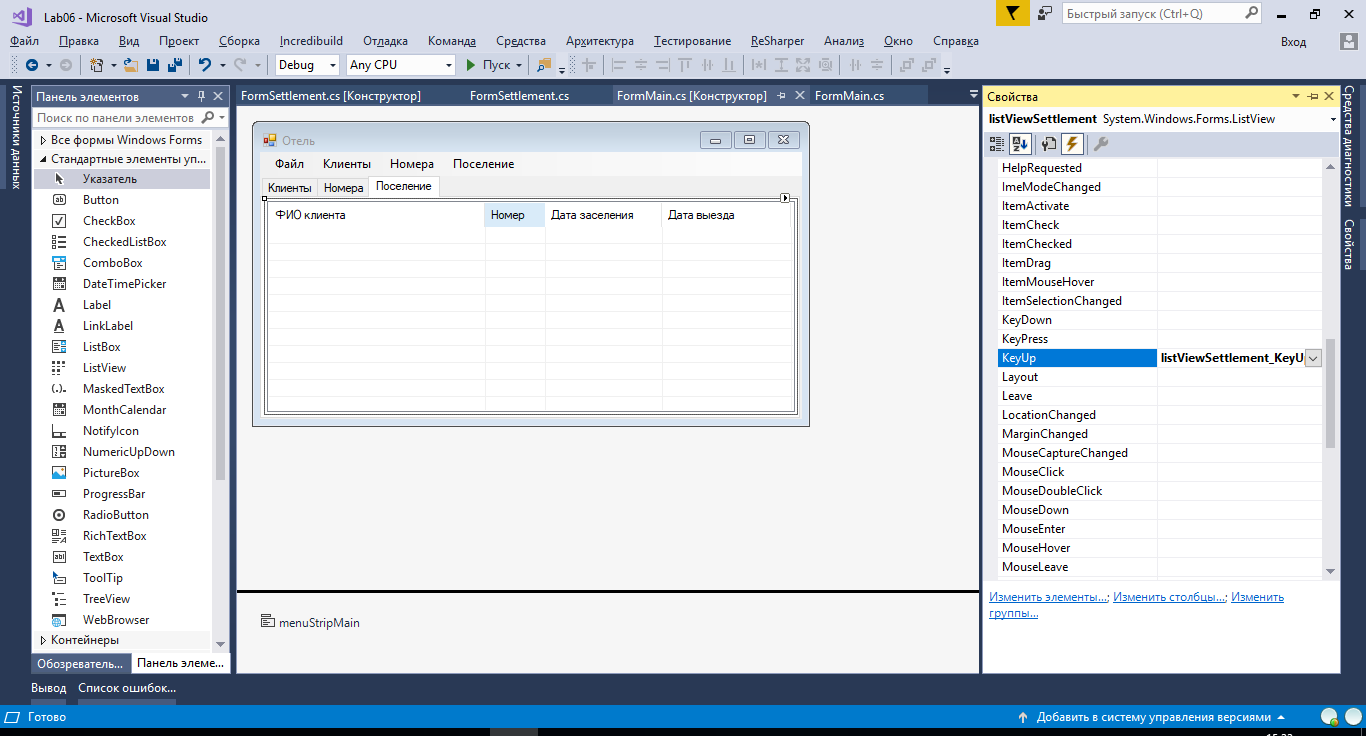 Lab06 - Microsoft Visual Studio
Быстрый запуск (Ctrl+Q)
Файл Правка Вид Проект Сборка Incredibuild Отладка Команда Средства Архитектура Тестирование ReSharper Анализ Окно Справка Вход
Debug Any CPU Пуск
Источники данных
Панель элементов
Поиск по панели элементов
Все формы Windows Forms
Стандартные элементы уп...
Указатель
Button
CheckBox
CheckedListBox
ComboBox
DateTimePicker
Label
LinkLabel
ListBox
ListView
MaskedTextBox
MonthCalendar
NotifyIcon
NumericUpDown
PictureBox
ProgressBar
RadioButton
RichTextBox
TextBox
ToolTip
TreeView
WebBrowser
Контейнеры
Обозреватель... Панель элеме...
FormSettlement.cs [Конструктор] FormSettlement.cs FormMain.cs [Конструктор] FormMain.cs
Отель
Файл Клиенты Номера Поселение
Клиенты Номера Поселение
ФИО клиента Номер Дата заселения Дата выезда
menuStripMain
Свойства
listViewSettlement System.Windows.Forms.ListView
HelpRequested
ImeModeChanged
ItemActivate
ItemCheck
ItemChecked
ItemDrag
ItemMouseHover
ItemSelectionChanged
KeyDown
KeyPress
KeyUp listViewSettlement_KeyU
Layout
Leave
LocationChanged
MarginChanged
MouseCaptureChanged
MouseClick
MouseDoubleClick
MouseDown
MouseEnter
MouseHover
MouseLeave
Изменить элементы...; Изменить столбцы...; Изменить
группы...
Средства диагностики
Свойства
Вывод Список ошибок...
Готово
Добавить в систему управления версиями